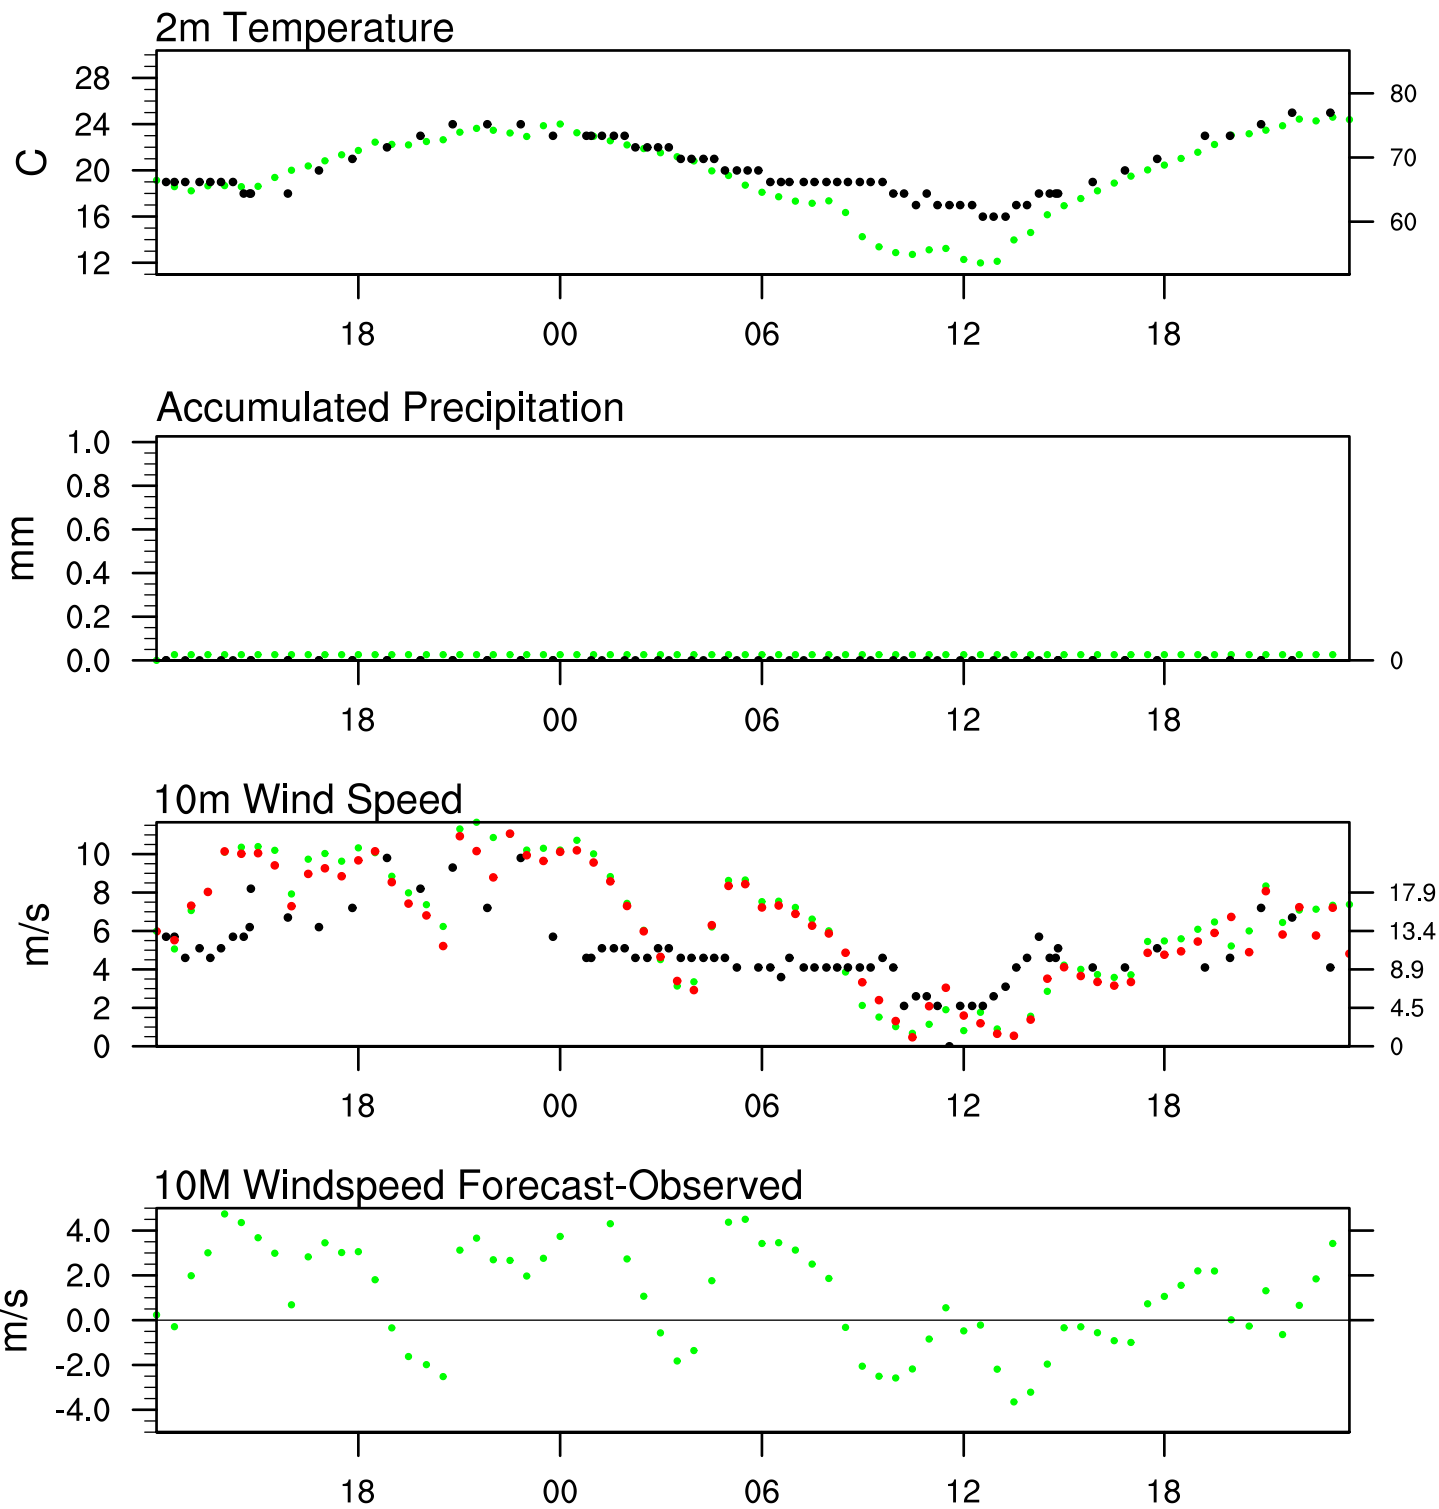 2m Temperature
28
24
20
16
12
C
80
70
60
18 00 06 12 18
Accumulated Precipitation
1.0
0.8
0.6
0.4
0.2
0.0
mm
0
18 00 06 12 18
10m Wind Speed
10
8
6
4
2
0
m/s
17.9
13.4
8.9
4.5
0
18 00 06 12 18
10M Windspeed Forecast-Observed
4.0
2.0
0.0
-2.0
-4.0
m/s
18 00 06 12 18